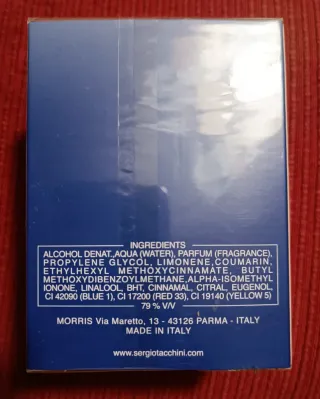 INGREDIENTS
ALCOHOL DENAT.,AQUA (WATER), PARFUM (FRAGRANCE),
PROPYLENE GLYCOL, LIMONENE,COUMARIN,
ETHYLHEXYL METHOXYCINNAMATE, BUTYL
METHOXYDIBENZOYLMETHANE,ALPHA-ISOMETHYL
IONONE, LINALOOL, BHT, CINNAMAL, CITRAL, EUGENOL,
CI 42090 (BLUE 1), CI 17200 (RED 33), CI 19140 (YELLOW 5)
79 % V/V
MORRIS Via Maretto, 13 - 43126 PARMA - ITALY
MADE IN ITALY
www.sergiotacchini.com